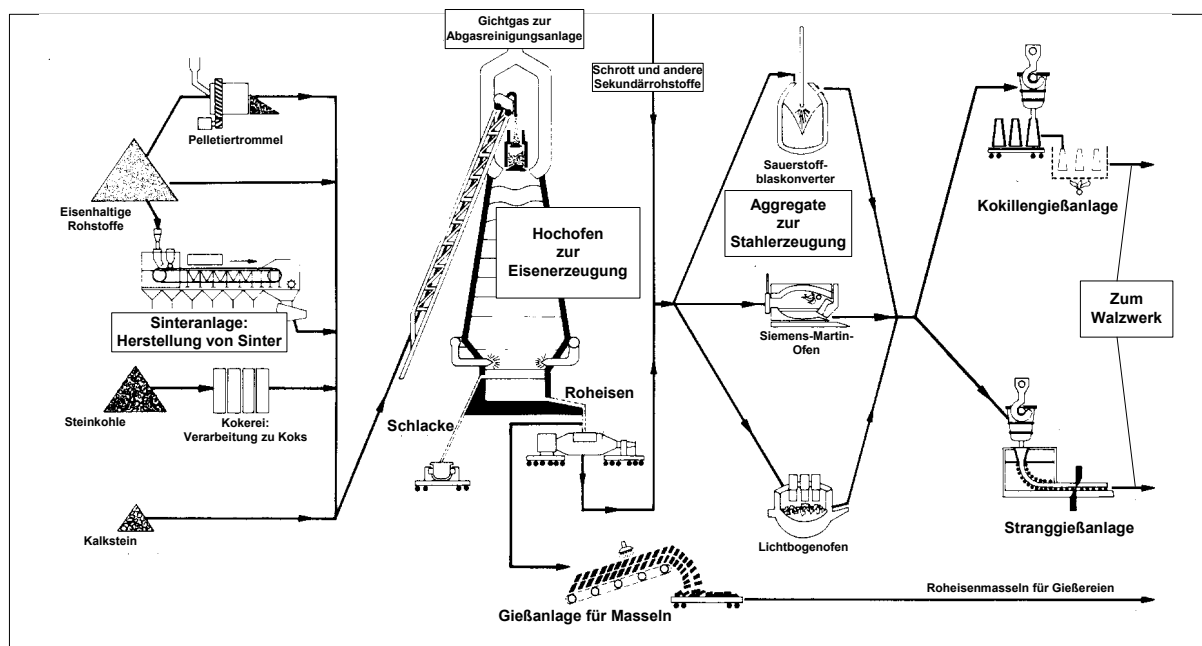 Gichtgas zur
Abgasreinigungsanlage
Schrott und andere
Sekundärrohstoffe
Pelletiertrommel
Eisenhaltige
Rohstoffe
Sinteranlage:
Herstellung von Sinter
Steinkohle
Kokerei:
Verarbeitung zu Koks
Kalkstein
Hochofen
zur
Eisenerzeugung
Roheisen
Schlacke
Gießanlage für Masseln
Sauerstoff-
blaskonverter
Aggregate
zur
Stahlerzeugung
Siemens-Martin-
Ofen
Lichtbogenofen
Kokillengießanlage
Zum
Walzwerk
Stranggießanlage
Roheisenmasseln für Gießereien